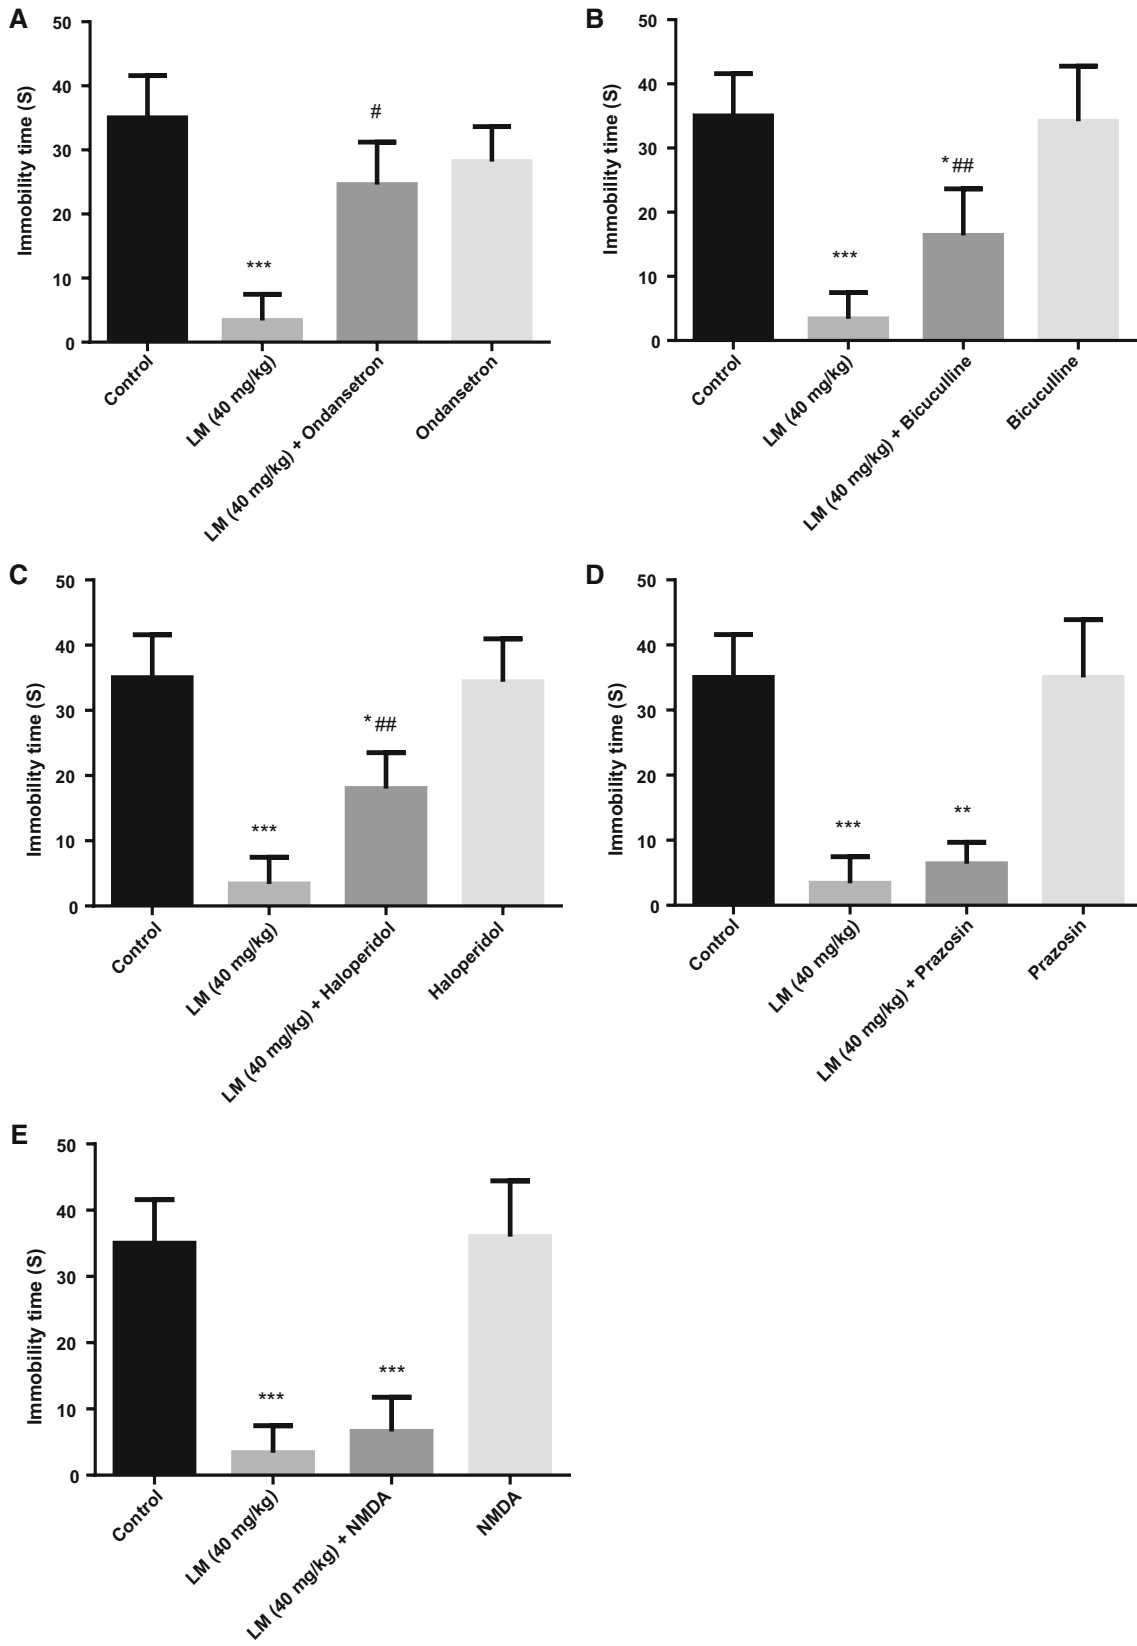 A
Immobility time (S)
50
40
30
20
10
0
***
#
Control
LM (40 mg/kg)
LM (40 mg/kg) + Ondansetron
Ondansetron
B
Immobility time (S)
50
40
30
20
10
0
***
* ##
Control
LM (40 mg/kg)
LM (40 mg/kg) + Bicuculline
Bicuculline
C
Immobility time (S)
50
40
30
20
10
0
***
* ##
Control
LM (40 mg/kg)
LM (40 mg/kg) + Haloperidol
Haloperidol
D
Immobility time (S)
50
40
30
20
10
0
***
**
Control
LM (40 mg/kg)
LM (40 mg/kg) + Prazosin
Prazosin
E
Immobility time (S)
50
40
30
20
10
0
***
***
Control
LM (40 mg/kg)
LM (40 mg/kg) + NMDA
NMDA